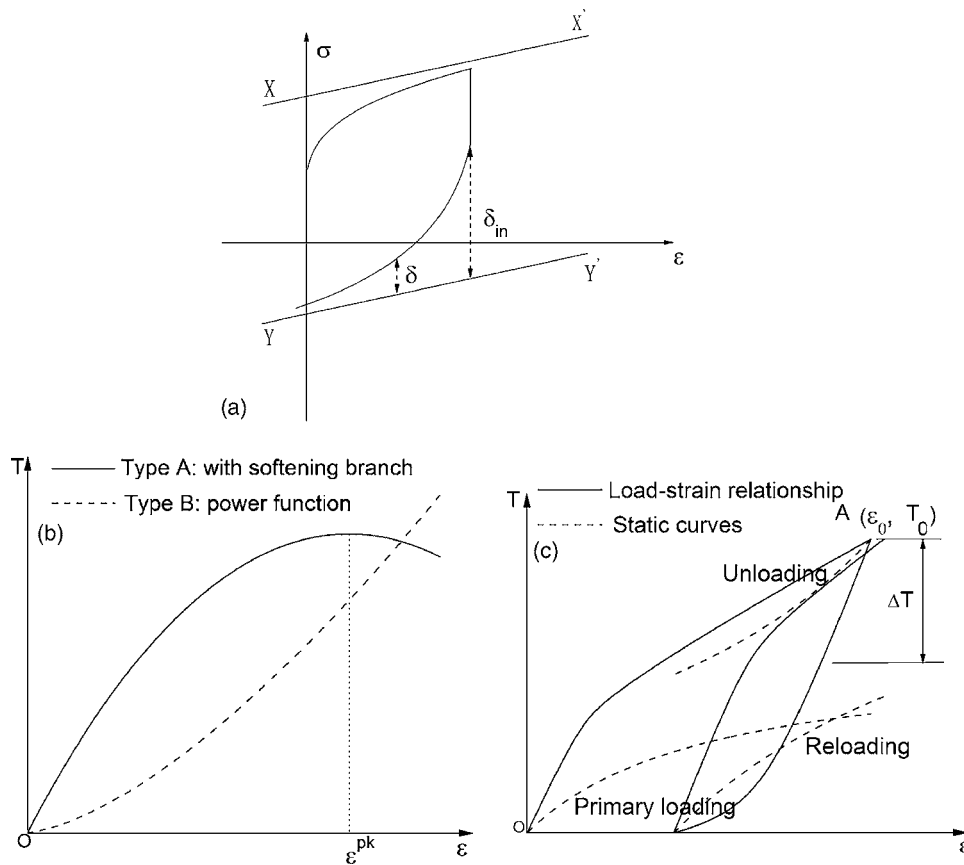 σ
X'
X
δin
ε
δ
Y'
Y
(a)
T
Type A: with softening branch
Type B: power function
(b)
O
εpk
ε
T
Load-strain relationship
Static curves
A (ε0, T0)
(c)
Unloading
ΔT
Reloading
Primary loading
O
ε